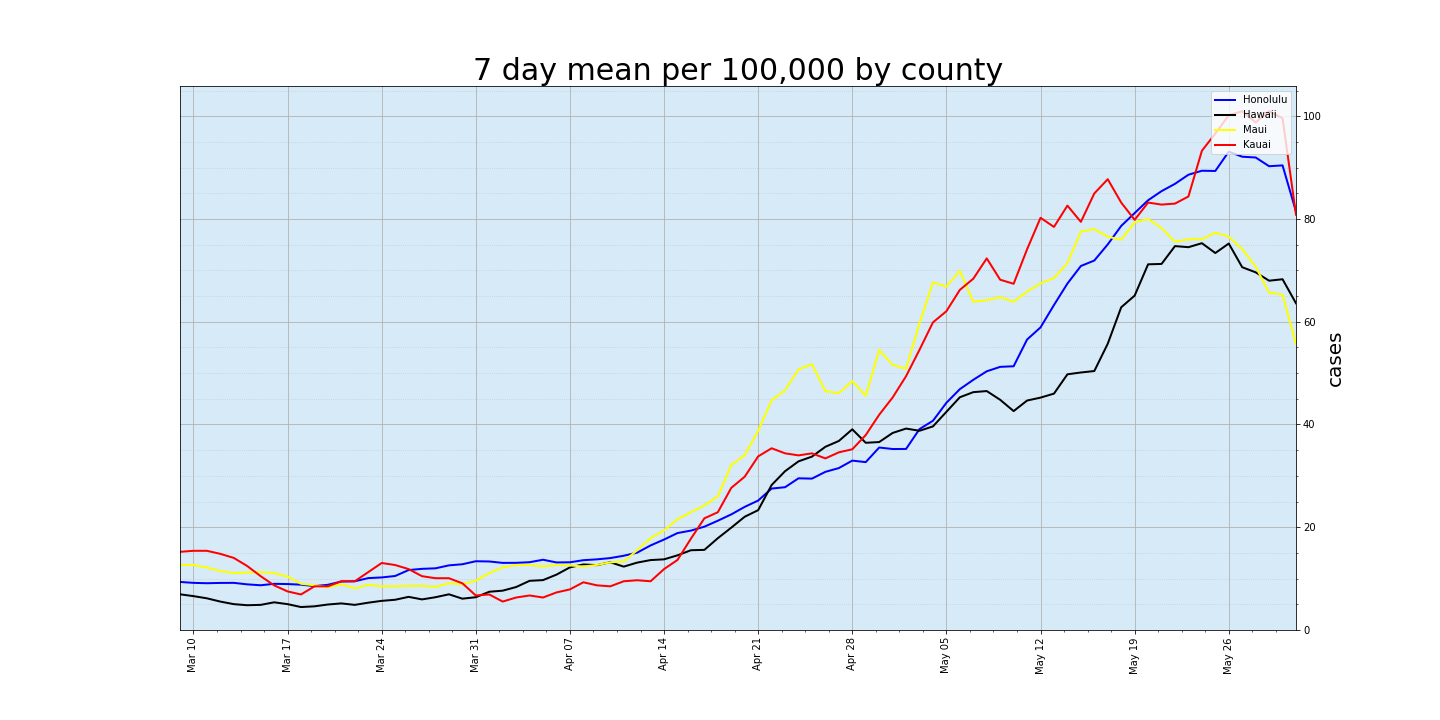 7 day mean per 100,000 by county
Honolulu
Hawaii
Maui
Kauai
100
80
60
40
20
0
cases
Mar 10
Mar 17
Mar 24
Mar 31
Apr 07
Apr 14
Apr 21
Apr 28
May 05
May 12
May 19
May 26